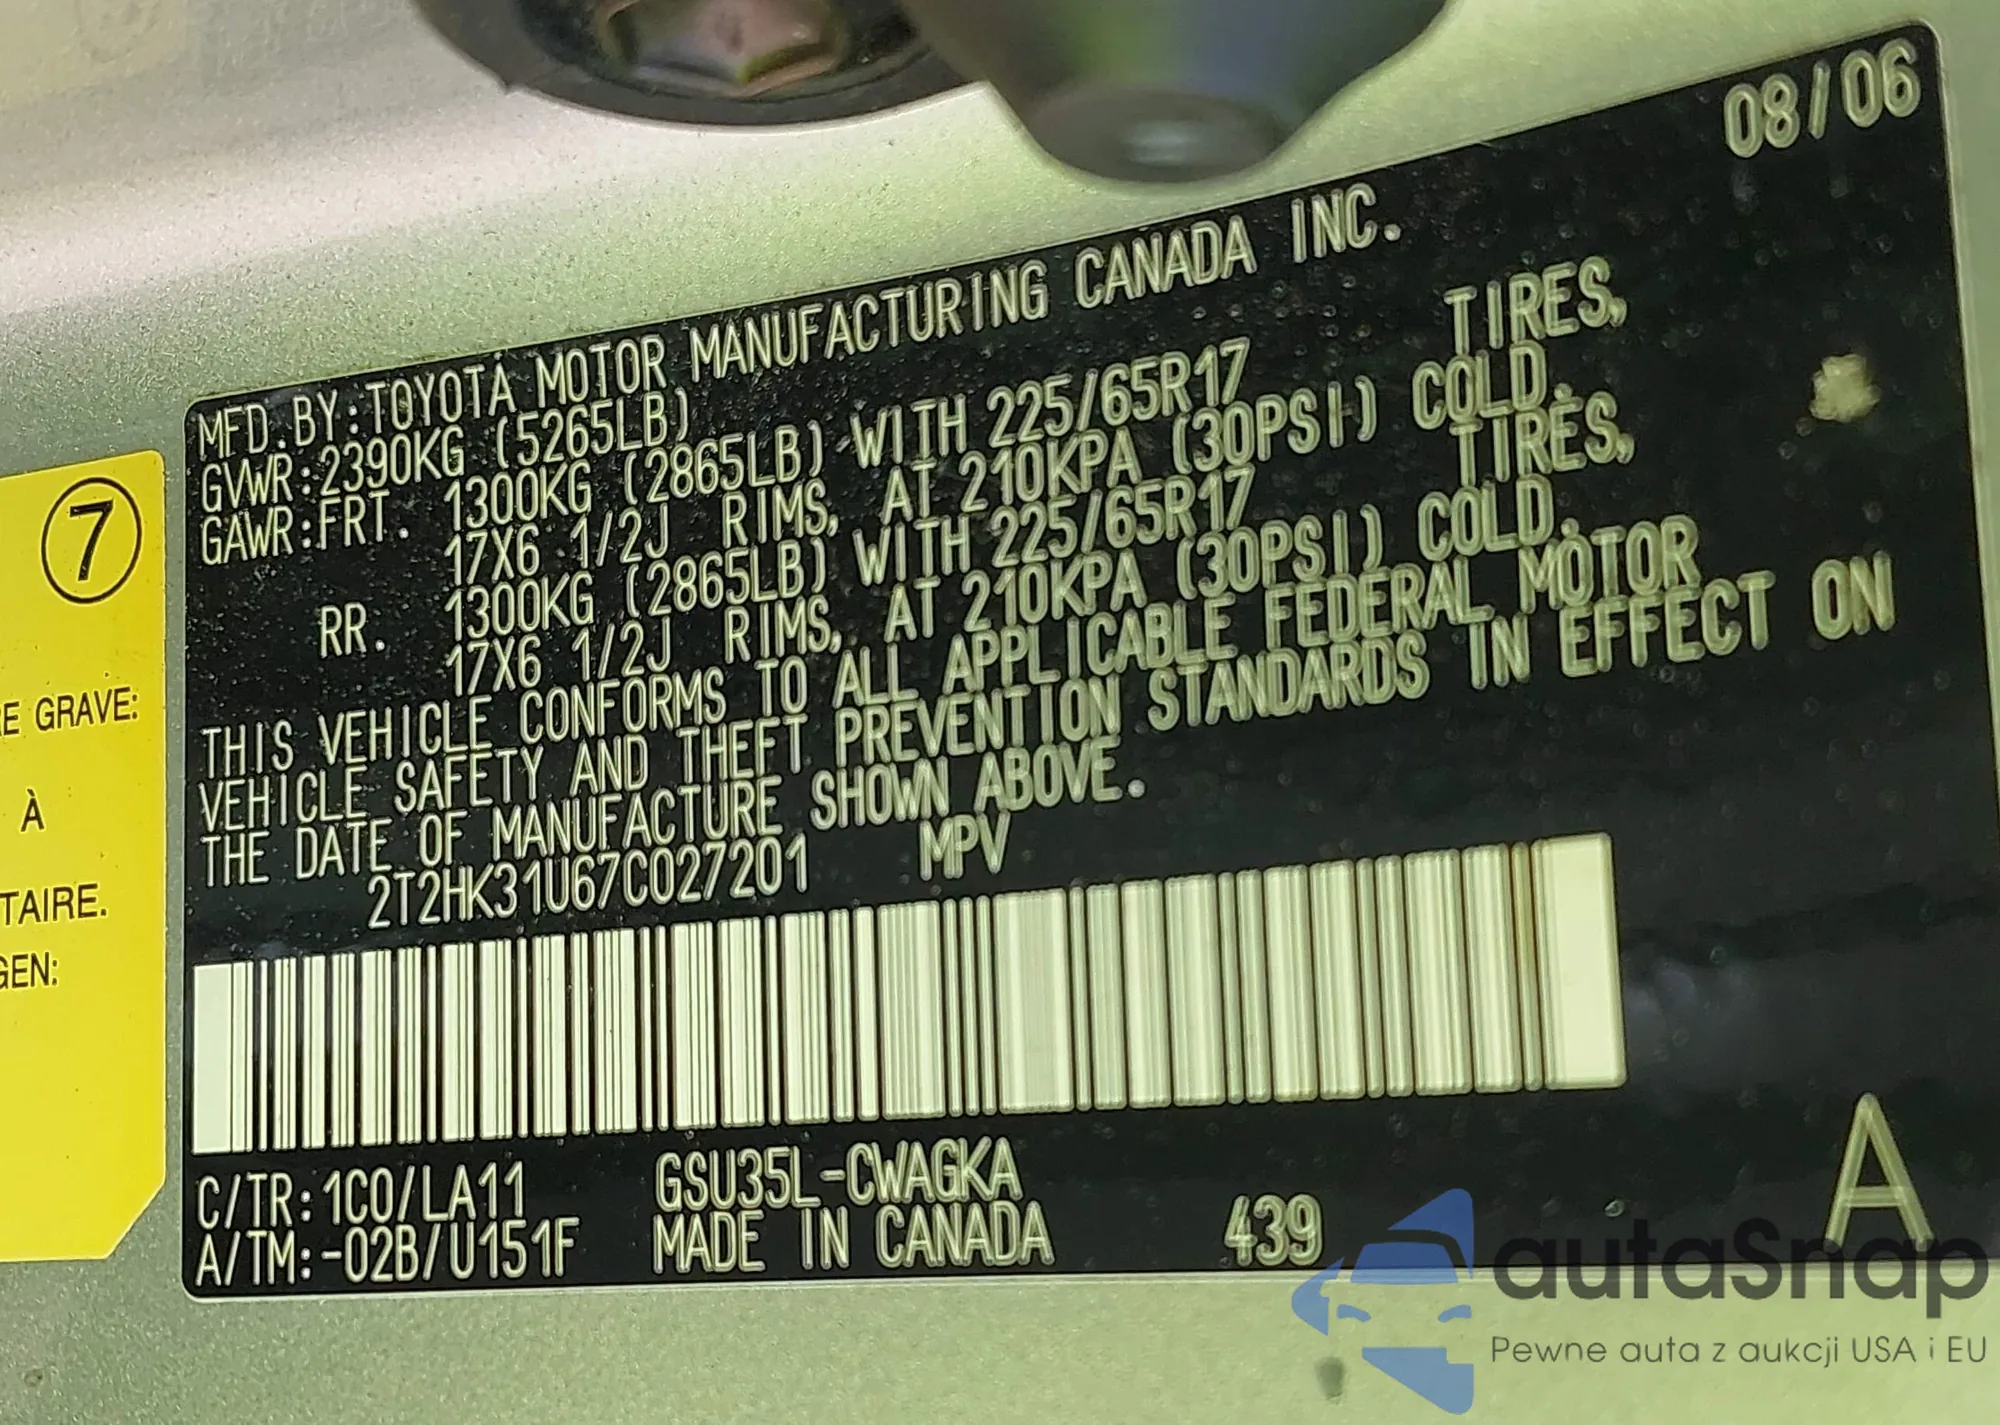 08/06
MFD.BY:TOYOTA MOTOR MANUFACTURING CANADA INC.
GVWR:2390KG (5265LB)
GAWR:FRT. 1300KG (2865LB) WITH 225/65R17 TIRES,
17X6 1/2J RIMS, AT 210KPA (30PSI) COLD.
RR. 1300KG (2865LB) WITH 225/65R17 TIRES,
17X6 1/2J RIMS, AT 210KPA (30PSI) COLD.
THIS VEHICLE CONFORMS TO ALL APPLICABLE FEDERAL MOTOR
VEHICLE SAFETY AND THEFT PREVENTION STANDARDS IN EFFECT ON
THE DATE OF MANUFACTURE SHOWN ABOVE.
2T2HK31U67C027201 MPV
C/TR:1C0/LA11 GSU35L-CWAGKA
A/TM:-02B/U151F MADE IN CANADA 439 A
7
RE GRAVE:
À
TAIRE.
GEN:
autaSnap
Pewne auta z aukcji USA i EU